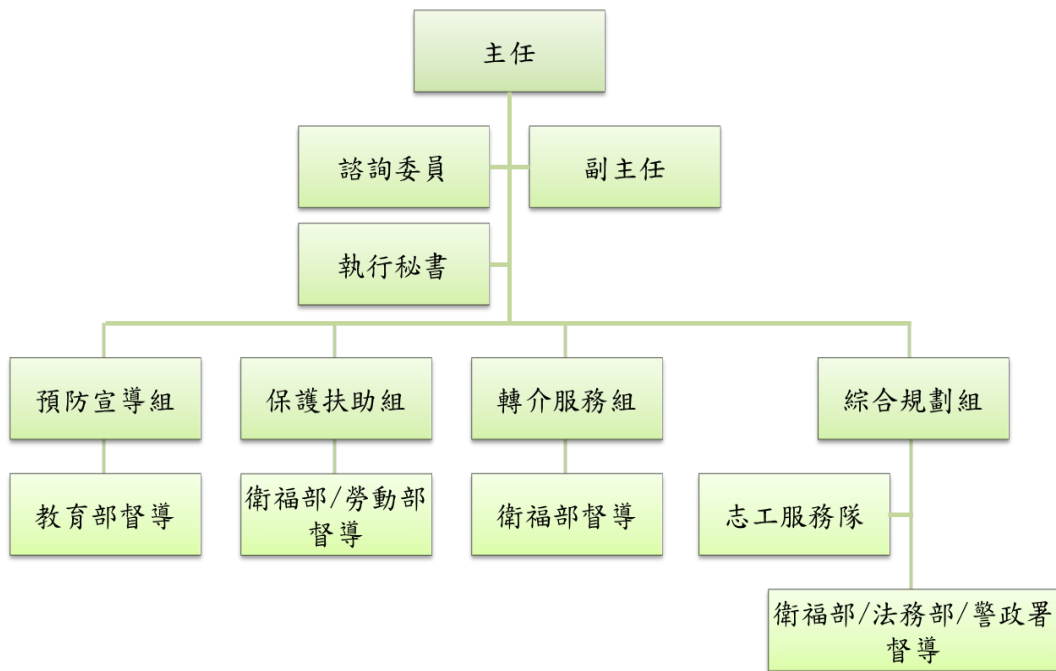 主任
諮詢委員
副主任
執行秘書
預防宣導組
保護扶助組
轉介服務組
綜合規劃組
教育部督導
衛福部/勞動部
督導
衛福部督導
志工服務隊
衛福部/法務部/警政署
督導